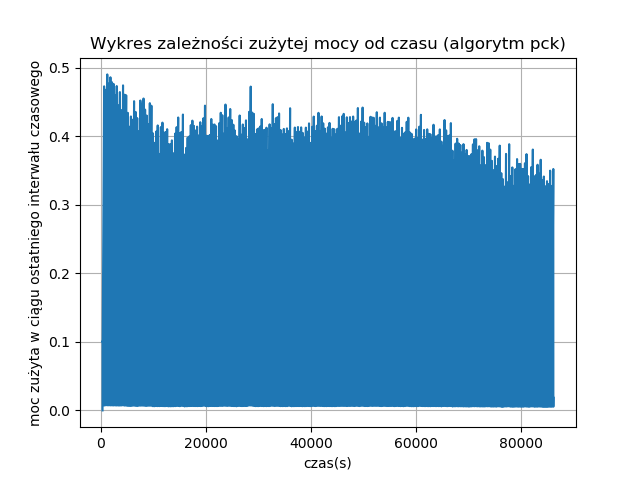 Wykres zależności zużytej mocy od czasu (algorytm pck)
moc zużyta w ciągu ostatniego interwału czasowego
0.5
0.4
0.3
0.2
0.1
0.0
0 20000 40000 60000 80000
czas(s)